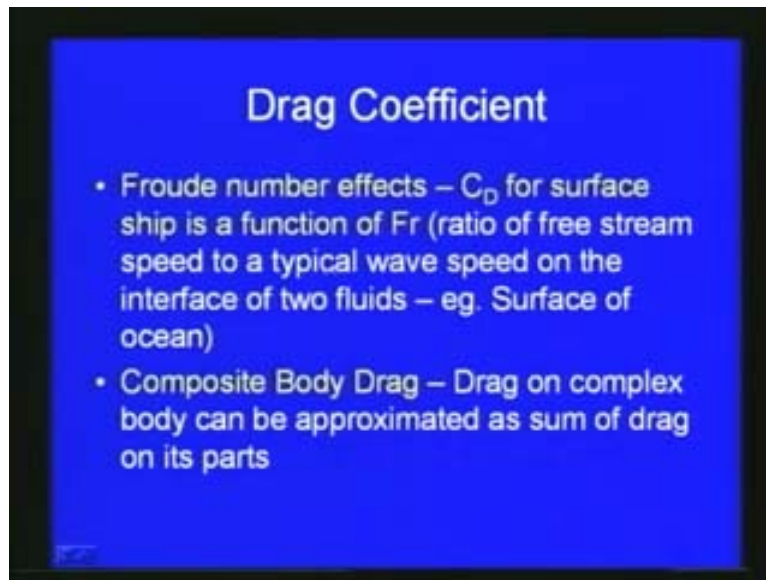 Drag Coefficient
• Froude number effects – C_D for surface
ship is a function of Fr (ratio of free stream
speed to a typical wave speed on the
interface of two fluids – eg. Surface of
ocean)
• Composite Body Drag – Drag on complex
body can be approximated as sum of drag
on its parts